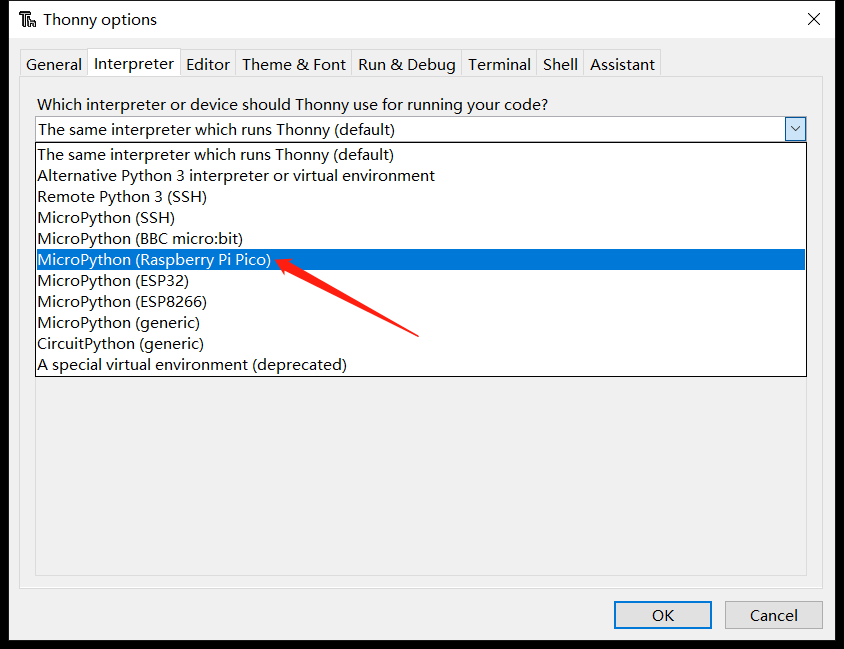 Thonny options
General Interpreter Editor Theme & Font Run & Debug Terminal Shell Assistant
Which interpreter or device should Thonny use for running your code?
The same interpreter which runs Thonny (default)
The same interpreter which runs Thonny (default)
Alternative Python 3 interpreter or virtual environment
Remote Python 3 (SSH)
MicroPython (SSH)
MicroPython (BBC micro:bit)
MicroPython (Raspberry Pi Pico)
MicroPython (ESP32)
MicroPython (ESP8266)
MicroPython (generic)
CircuitPython (generic)
A special virtual environment (deprecated)
OK Cancel